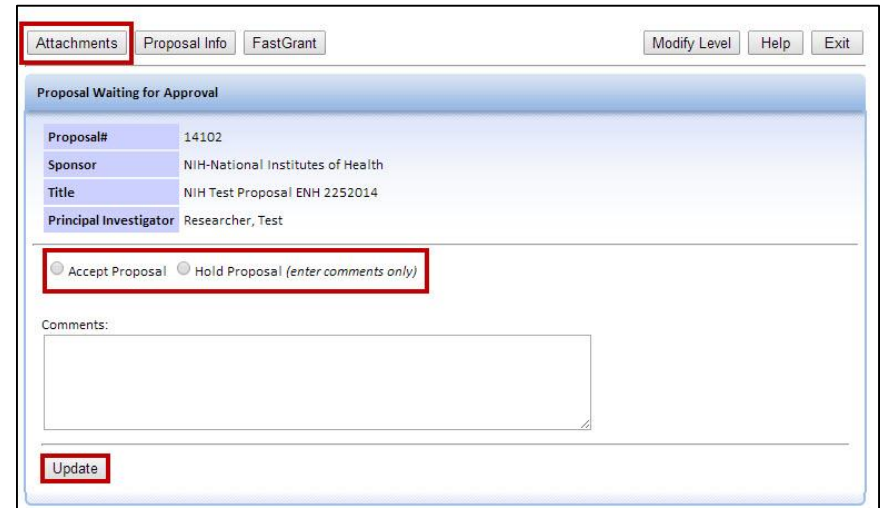 Attachments Proposal Info FastGrant Modify Level Help Exit
Proposal Waiting for Approval
Proposal# 14102
Sponsor NIH-National Institutes of Health
Title NIH Test Proposal ENH 2252014
Principal Investigator Researcher, Test
Accept Proposal Hold Proposal (enter comments only)
Comments:
Update